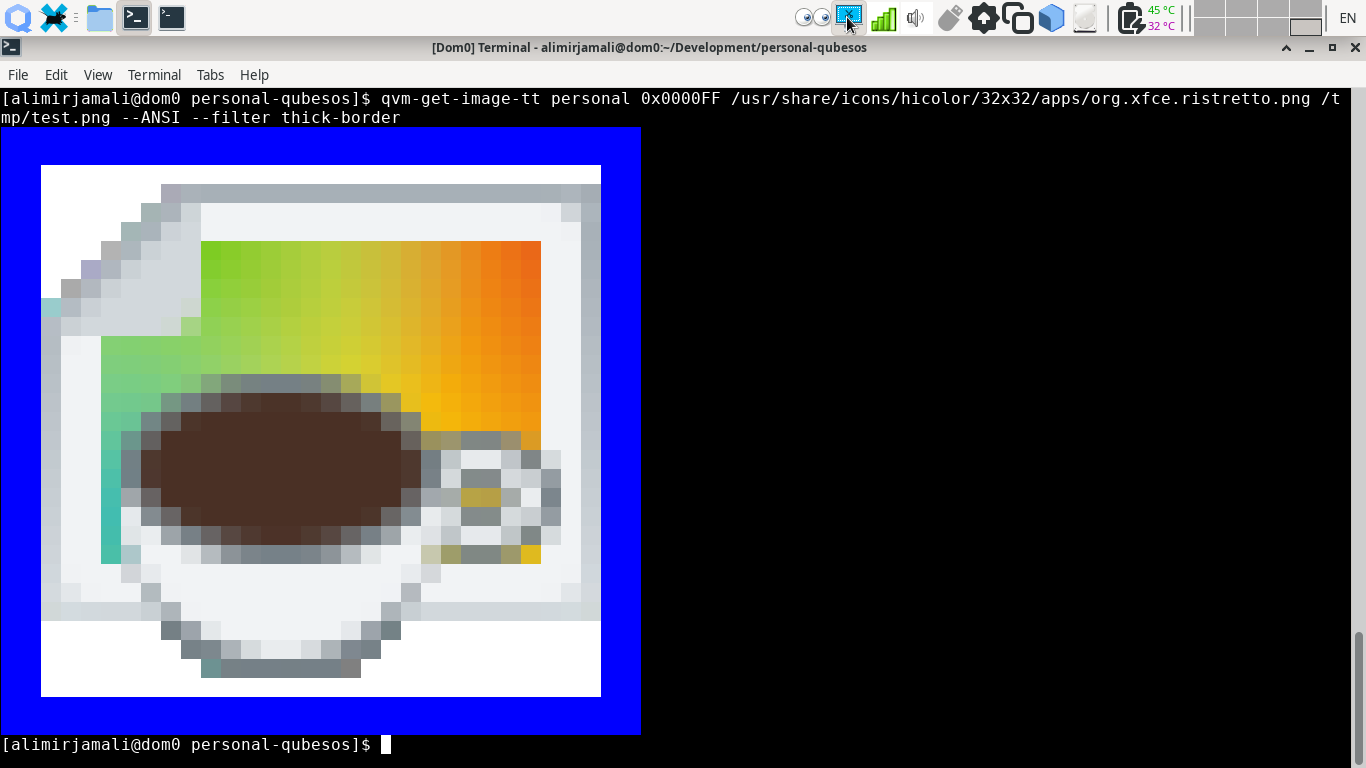 45 °C
32 °C
EN
[Dom0] Terminal - alimirjamali@dom0:~/Development/personal-qubesos
File Edit View Terminal Tabs Help
[alimirjamali@dom0 personal-qubesos]$ qvm-get-image-tt personal 0x0000FF /usr/share/icons/hicolor/32x32/apps/org.xfce.ristretto.png /t
mp/test.png --ANSI --filter thick-border
[alimirjamali@dom0 personal-qubesos]$